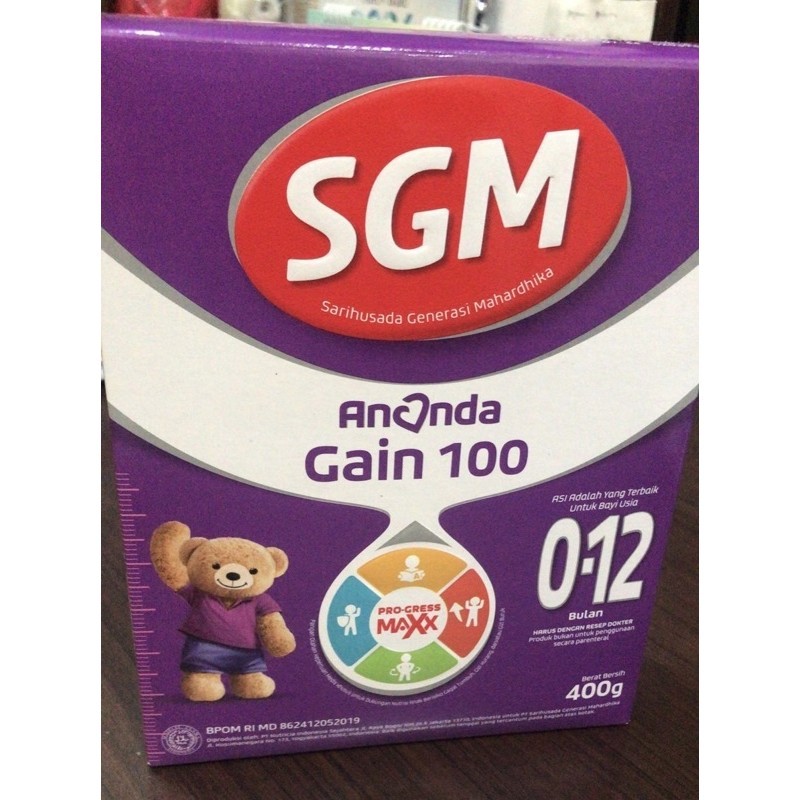 SGM
Sarihusada Generasi Mahardhika
Ananda
Gain 100
ASI Adalah Yang Terbaik
Untuk Bayi Usia
0-12
Bulan
HARUS DENGAN RESEP DOKTER
Produk bukan untuk penggunaan
secara parenteral
PRO-GRESS
MAXX
Berat Bersih
400g
BPOM RI MD 862412052019